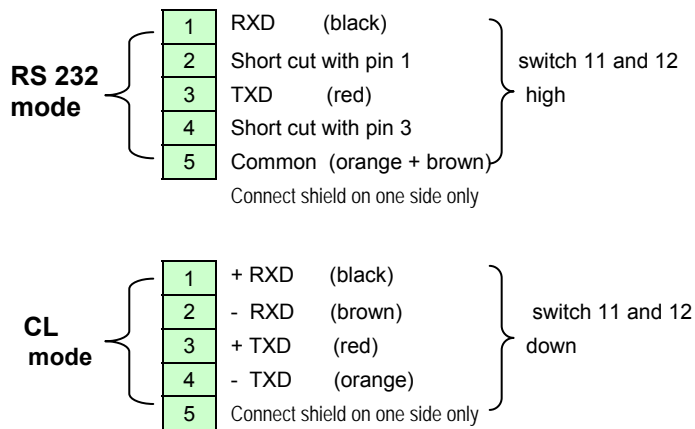 RS 232
mode
1 RXD (black)
2 Short cut with pin 1
3 TXD (red)
4 Short cut with pin 3
5 Common (orange + brown)
Connect shield on one side only
switch 11 and 12
high
CL
mode
1 + RXD (black)
2 - RXD (brown)
3 + TXD (red)
4 - TXD (orange)
5 Connect shield on one side only
switch 11 and 12
down